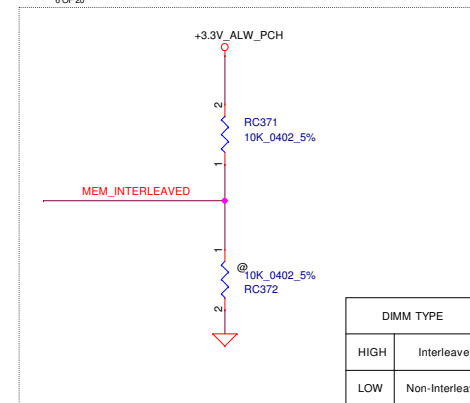 +3.3V_ALW_PCH
2
RC371
10K_0402_5%
1
MEM_INTERLEAVED
1
@
10K_0402_5%
RC372
2
DIMM TYPE
HIGH Interleave
LOW Non-Interlea